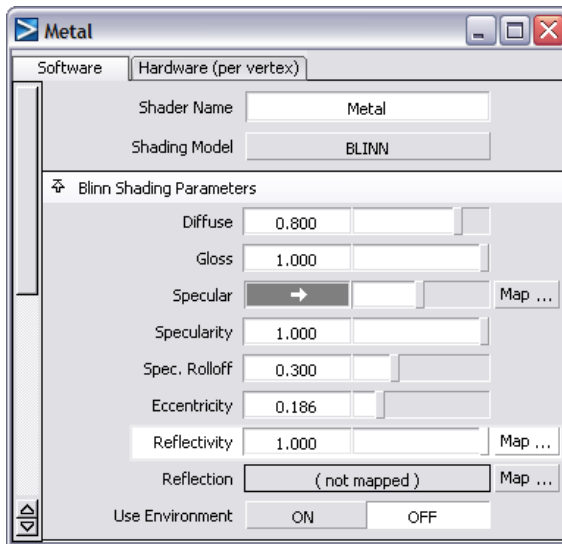 Metal
Software Hardware (per vertex)
Shader Name Metal
Shading Model BLINN
Blinn Shading Parameters
Diffuse 0.800
Gloss 1.000
Specular Map ...
Specularity 1.000
Spec. Rolloff 0.300
Eccentricity 0.186
Reflectivity 1.000 Map ...
Reflection ( not mapped ) Map ...
Use Environment ON OFF